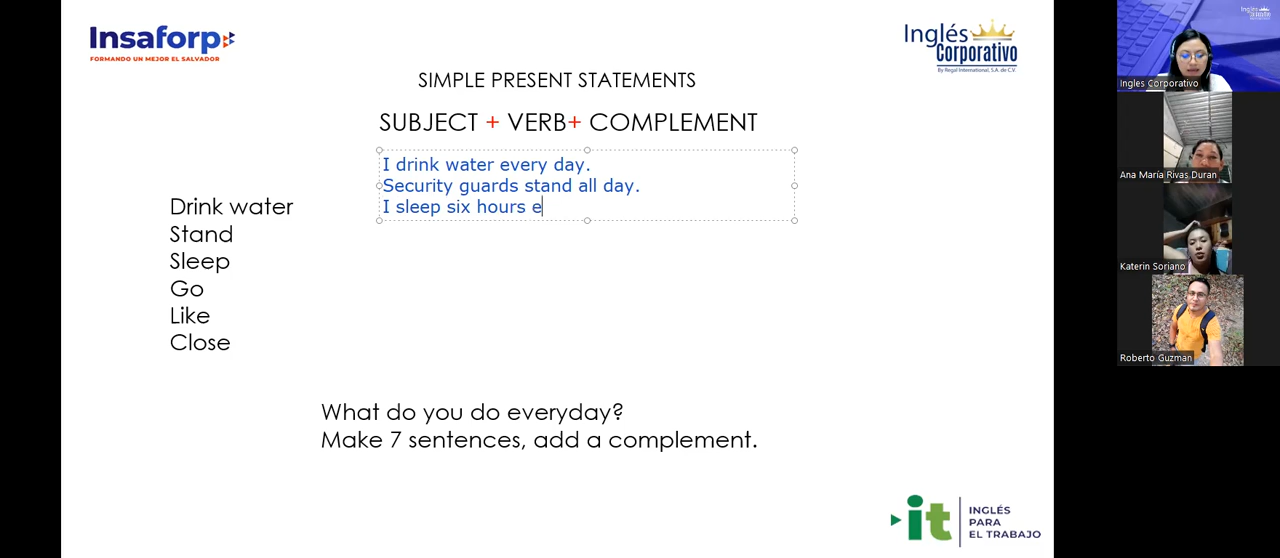 Insaforp
FORMANDO UN MEJOR EL SALVADOR
Inglés
Corporativo
By Regal International, S.A. de C.V.
SIMPLE PRESENT STATEMENTS
SUBJECT + VERB+ COMPLEMENT
I drink water every day.
Security guards stand all day.
I sleep six hours e
Drink water
Stand
Sleep
Go
Like
Close
What do you do everyday?
Make 7 sentences, add a complement.
it
INGLÉS
PARA
EL TRABAJO
Ingles Corporativo
Ana María Rivas Duran
Katerin Soriano
Roberto Guzman